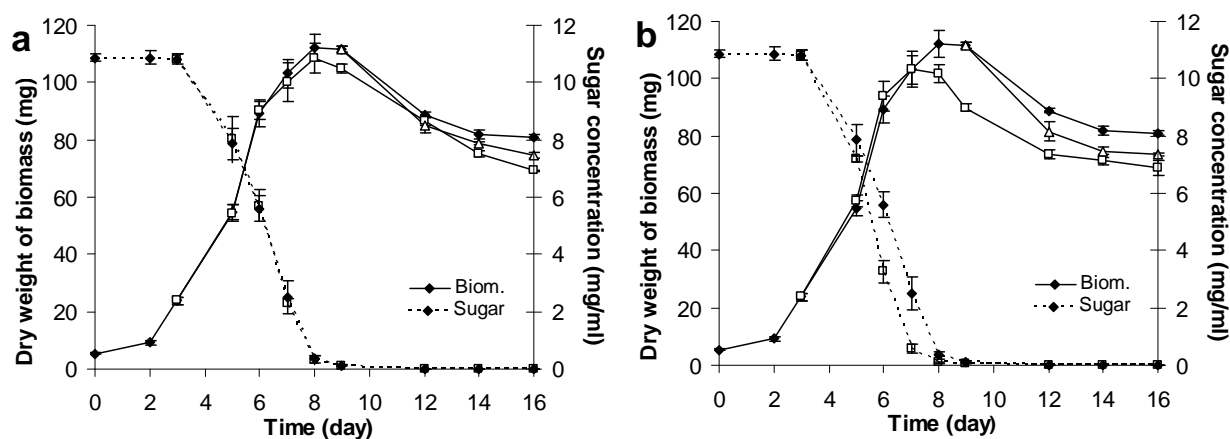 a
Dry weight of biomass (mg)
120
100
80
60
40
20
0
12
10
8
6
4
2
0
Sugar concentration (mg/ml)
Biom.
Sugar
0 2 4 6 8 10 12 14 16
Time (day)
b
Dry weight of biomass (mg)
120
100
80
60
40
20
0
12
10
8
6
4
2
0
Sugar concentration (mg/ml)
Biom.
Sugar
0 2 4 6 8 10 12 14 16
Time (day)